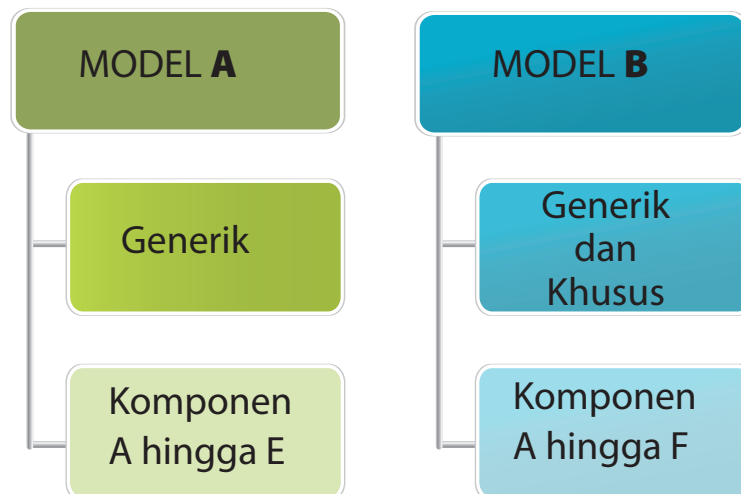 MODEL A
Generik
Komponen
A hingga E
MODEL B
Generik
dan
Khusus
Komponen
A hingga F